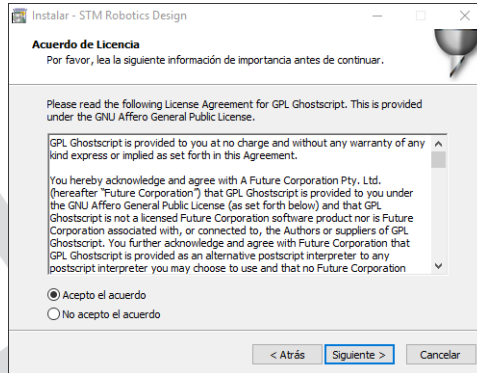 Instalar - STM Robotics Design
Acuerdo de Licencia
Por favor, lea la siguiente información de importancia antes de continuar.
Please read the following License Agreement for GPL Ghostscript. This is provided
under the GNU Affero General Public License.
GPL Ghostscript is provided to you at no charge and without any warranty of any
kind express or implied as set forth in this Agreement.
You hereby acknowledge and agree with A Future Corporation Pty. Ltd.
(hereafter "Future Corporation") that GPL Ghostscript is provided to you under
the GNU Affero General Public License (as set forth below) and that GPL
Ghostscript is not a licensed Future Corporation software product nor is Future
Corporation associated with, or connected to, the Authors or suppliers of GPL
Ghostscript. You further acknowledge and agree with Future Corporation that
GPL Ghostscript is provided as an alternative postscript interpreter to any
postscript interpreter you may choose to use and that no Future Corporation
Acepto el acuerdo
No acepto el acuerdo
< Atrás Siguiente > Cancelar